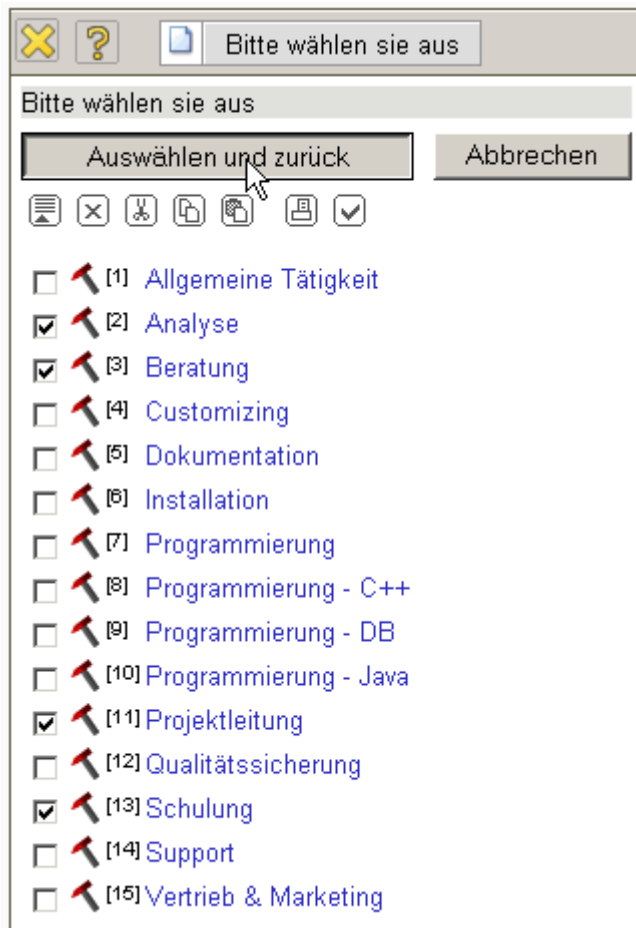 Bitte wählen sie aus
Bitte wählen sie aus
Auswählen und zurück Abbrechen
[1] Allgemeine Tätigkeit
[2] Analyse
[3] Beratung
[4] Customizing
[5] Dokumentation
[6] Installation
[7] Programmierung
[8] Programmierung - C++
[9] Programmierung - DB
[10] Programmierung - Java
[11] Projektleitung
[12] Qualitätssicherung
[13] Schulung
[14] Support
[15] Vertrieb & Marketing